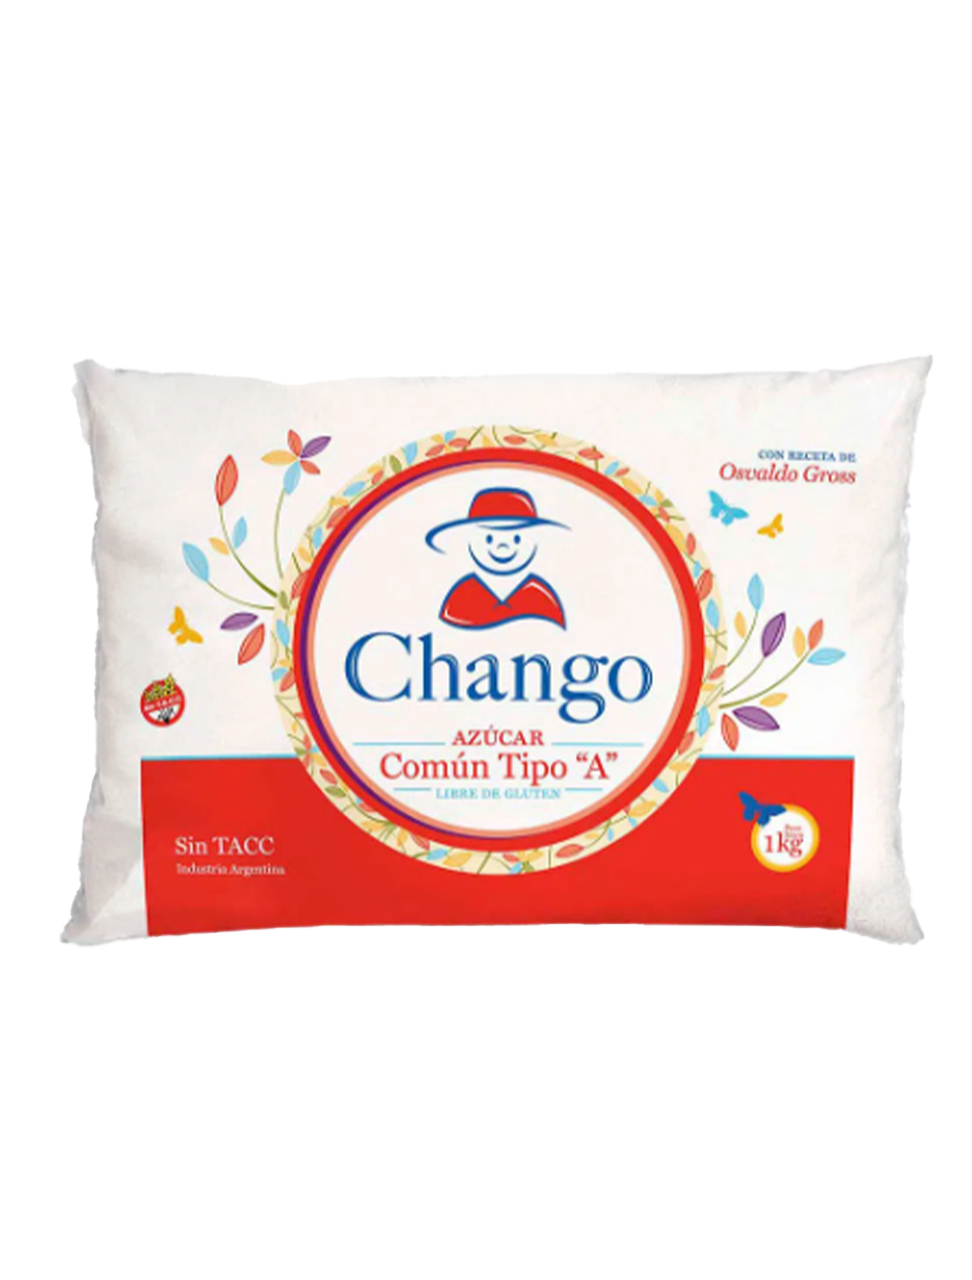 CON RECETA DE
Osvaldo Gross
Chango
AZÚCAR
Común Tipo “A”
LIBRE DE GLUTEN
Sin TACC
Industria Argentina
1kg